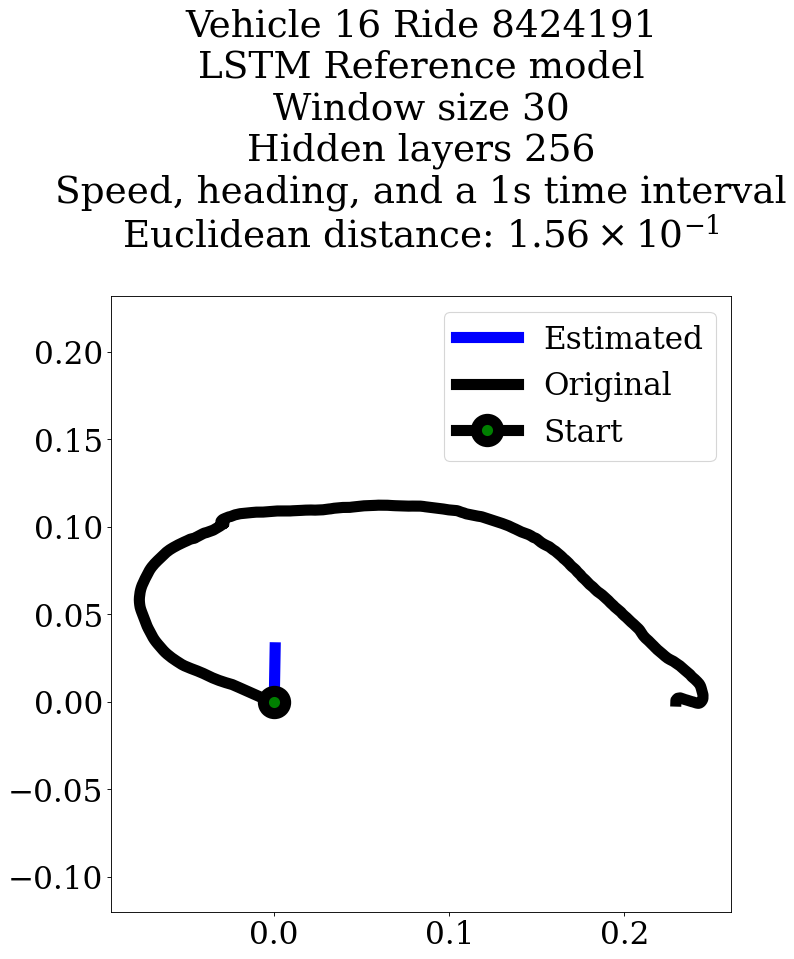 Vehicle 16 Ride 8424191
LSTM Reference model
Window size 30
Hidden layers 256
Speed, heading, and a 1s time interval
Euclidean distance: 1.56 × 10⁻¹
Estimated
Original
Start
0.20
0.15
0.10
0.05
0.00
−0.05
−0.10
0.0 0.1 0.2